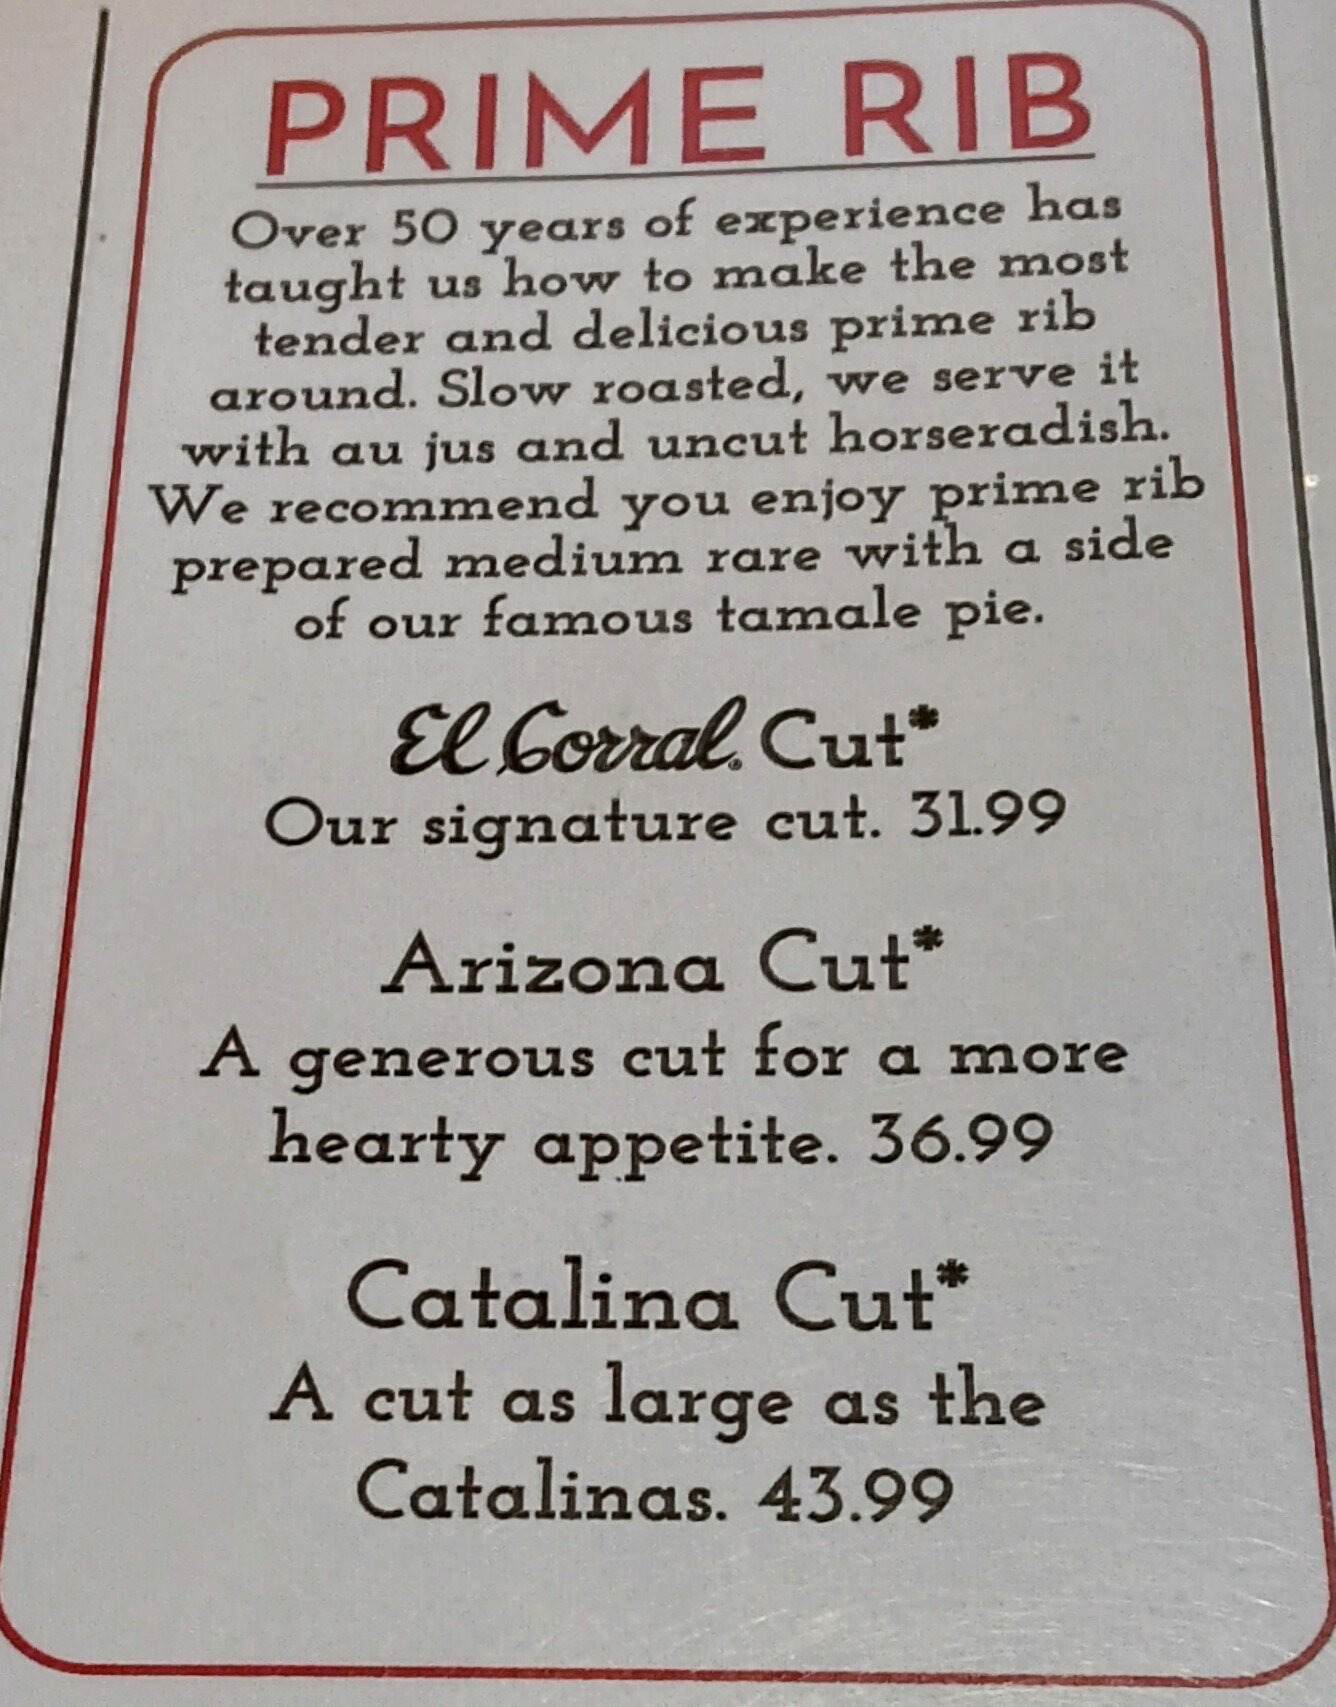 PRIME RIB
Over 50 years of experience has
taught us how to make the most
tender and delicious prime rib
around. Slow roasted, we serve it
with au jus and uncut horseradish.
We recommend you enjoy prime rib
prepared medium rare with a side
of our famous tamale pie.
El Corral® Cut*
Our signature cut. 31.99
Arizona Cut*
A generous cut for a more
hearty appetite. 36.99
Catalina Cut*
A cut as large as the
Catalinas. 43.99